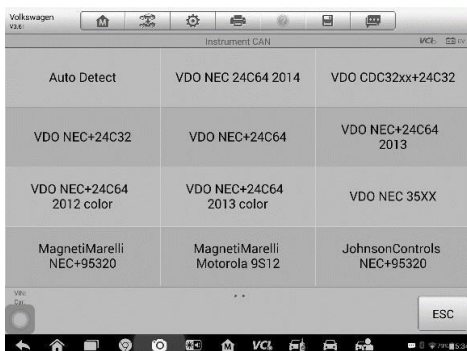 Volkswagen
V3.6
Instrument CAN
VCI
Auto Detect
VDO NEC 24C64 2014
VDO CDC32xx+24C32
VDO NEC+24C32
VDO NEC+24C64
VDO NEC+24C64
2013
VDO NEC+24C64
2012 color
VDO NEC+24C64
2013 color
VDO NEC 35XX
MagnetiMarelli
NEC+95320
MagnetiMarelli
Motorola 9S12
JohnsonControls
NEC+95320
VIN:
ESC
VCI